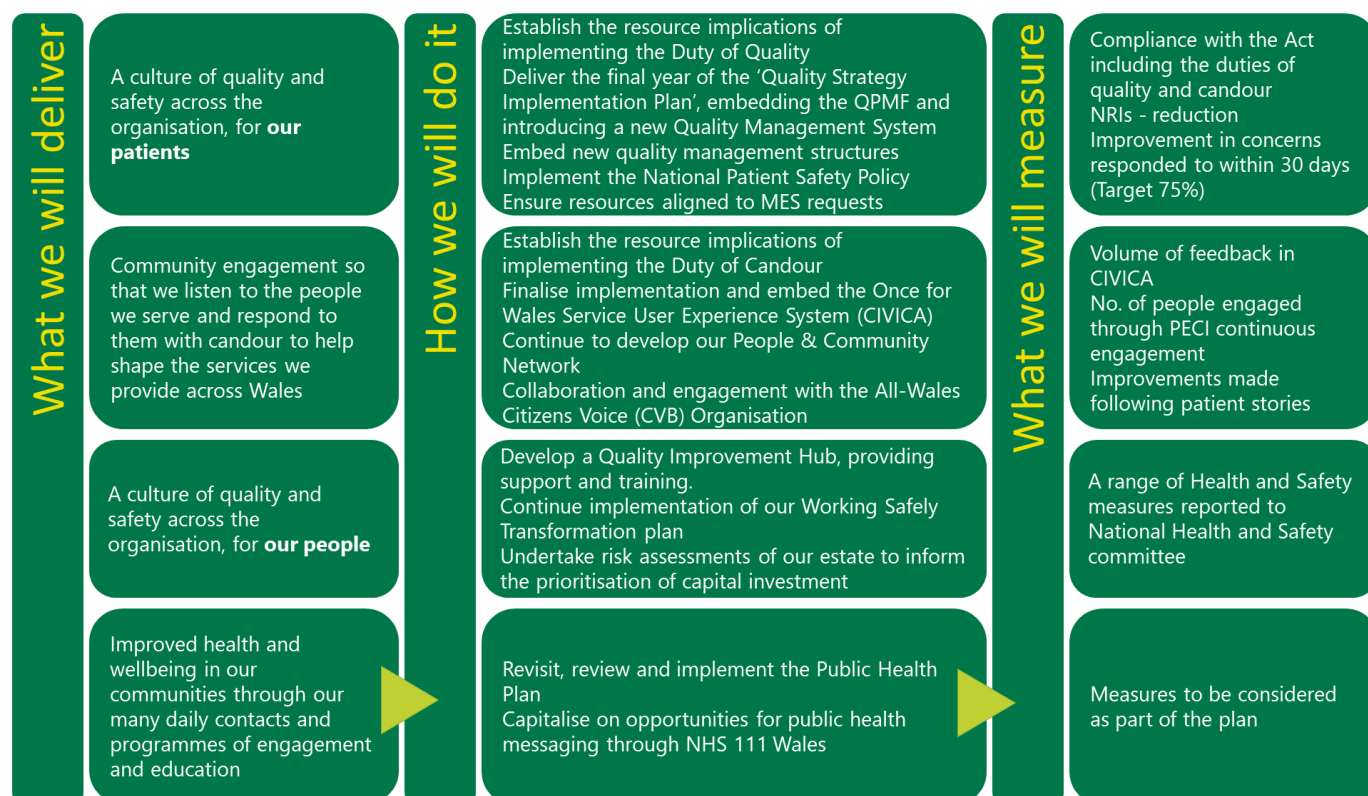 What we will deliver
A culture of quality and
safety across the
organisation, for our
patients
Community engagement so
that we listen to the people
we serve and respond to
them with candour to help
shape the services we
provide across Wales
A culture of quality and
safety across the
organisation, for our people
Improved health and
wellbeing in our
communities through our
many daily contacts and
programmes of engagement
and education
How we will do it
Establish the resource implications of
implementing the Duty of Quality
Deliver the final year of the ‘Quality Strategy
Implementation Plan’, embedding the QPMF and
introducing a new Quality Management System
Embed new quality management structures
Implement the National Patient Safety Policy
Ensure resources aligned to MES requests
Establish the resource implications of
implementing the Duty of Candour
Finalise implementation and embed the Once for
Wales Service User Experience System (CIVICA)
Continue to develop our People & Community
Network
Collaboration and engagement with the All-Wales
Citizens Voice (CVB) Organisation
Develop a Quality Improvement Hub, providing
support and training.
Continue implementation of our Working Safely
Transformation plan
Undertake risk assessments of our estate to inform
the prioritisation of capital investment
Revisit, review and implement the Public Health
Plan
Capitalise on opportunities for public health
messaging through NHS 111 Wales
What we will measure
Compliance with the Act
including the duties of
quality and candour
NRIs - reduction
Improvement in concerns
responded to within 30 days
(Target 75%)
Volume of feedback in
CIVICA
No. of people engaged
through PECI continuous
engagement
Improvements made
following patient stories
A range of Health and Safety
measures reported to
National Health and Safety
committee
Measures to be considered
as part of the plan